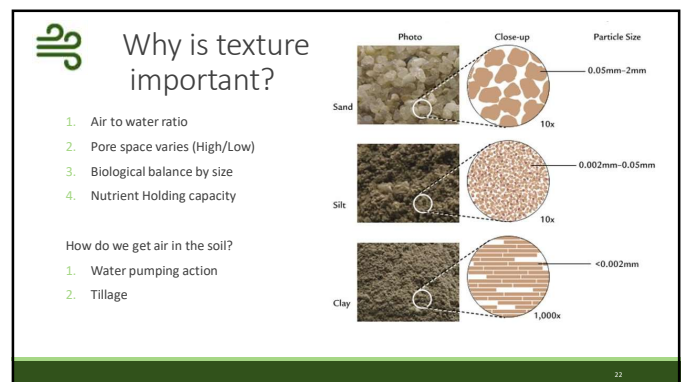 Why is texture
important?
1. Air to water ratio
2. Pore space varies (High/Low)
3. Biological balance by size
4. Nutrient Holding capacity
How do we get air in the soil?
1. Water pumping action
2. Tillage
Photo Close-up Particle Size
Sand
0.05mm–2mm
10x
Silt
0.002mm–0.05mm
10x
Clay
<0.002mm
1,000x
22